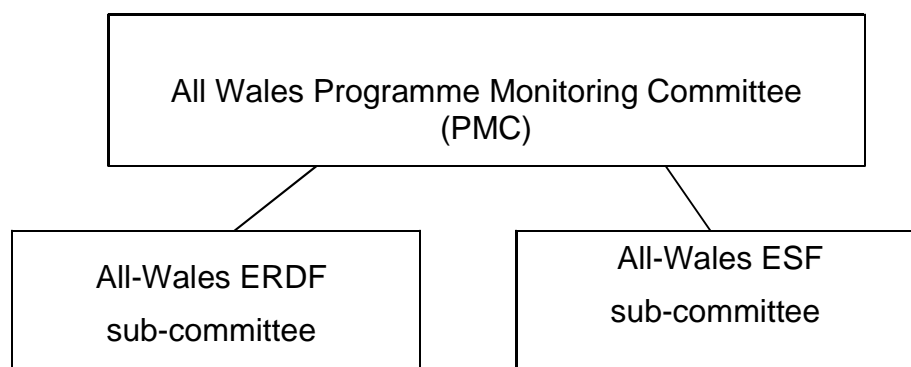 All Wales Programme Monitoring Committee
(PMC)
All-Wales ERDF
sub-committee
All-Wales ESF
sub-committee